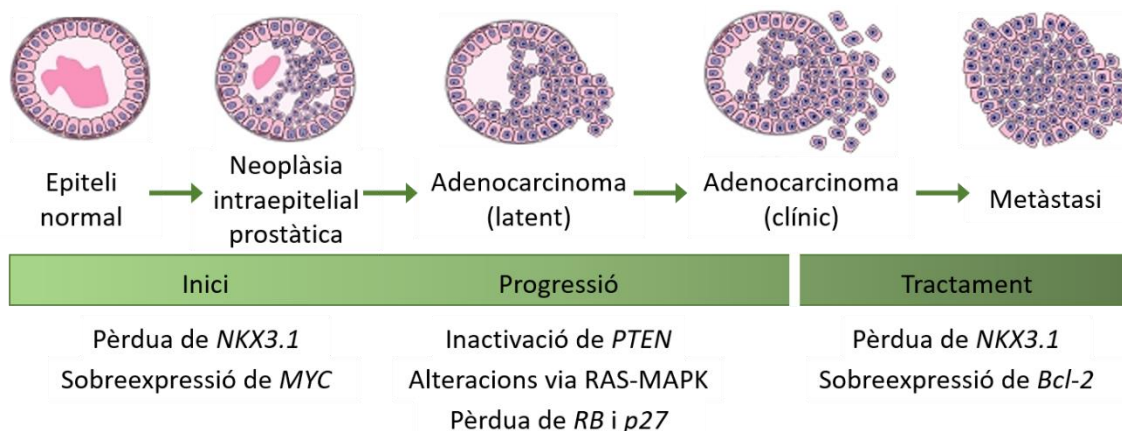 Epiteli
normal
Neoplàsia
intraepitelial
prostàtica
Adenocarcinoma
(latent)
Adenocarcinoma
(clínic)
Metàstasi
Inici
Progressió
Tractament
Pèrdua de NKX3.1
Sobreexpressió de MYC
Inactivació de PTEN
Alteracions via RAS-MAPK
Pèrdua de RB i p27
Pèrdua de NKX3.1
Sobreexpressió de Bcl-2